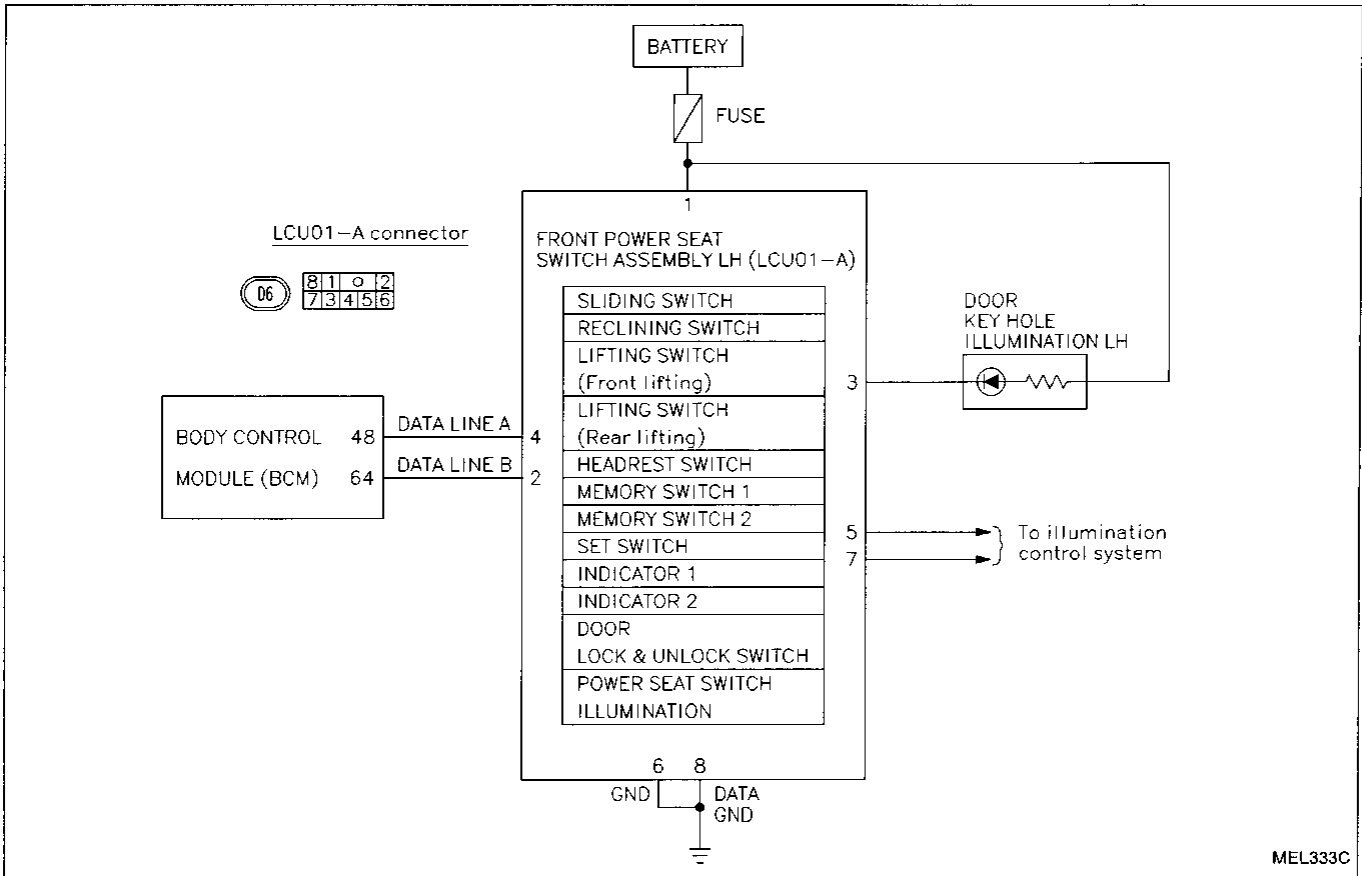 BATTERY
FUSE
1
LCU01-A connector
D6
8 1 2
7 3 4 5 6
FRONT POWER SEAT
SWITCH ASSEMBLY LH (LCU01-A)
SLIDING SWITCH
RECLINING SWITCH
LIFTING SWITCH
(Front lifting)
LIFTING SWITCH
(Rear lifting)
HEADREST SWITCH
MEMORY SWITCH 1
MEMORY SWITCH 2
SET SWITCH
INDICATOR 1
INDICATOR 2
DOOR
LOCK & UNLOCK SWITCH
POWER SEAT SWITCH
ILLUMINATION
DOOR
KEY HOLE
ILLUMINATION LH
3
BODY CONTROL 48
MODULE (BCM) 64
DATA LINE A 4
DATA LINE B 2
5
7
To illumination
control system
6 8
GND
DATA
GND
MEL333C